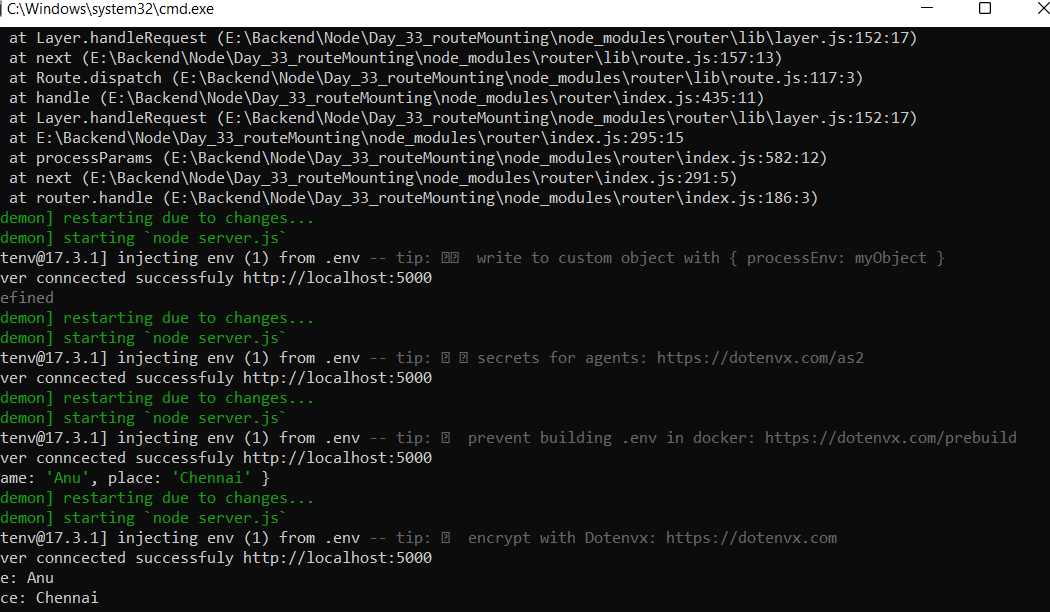 C:\Windows\system32\cmd.exe
at Layer.handleRequest (E:\Backend\Node\Day_33_routeMounting\node_modules\router\lib\layer.js:152:17)
at next (E:\Backend\Node\Day_33_routeMounting\node_modules\router\lib\route.js:157:13)
at Route.dispatch (E:\Backend\Node\Day_33_routeMounting\node_modules\router\lib\route.js:117:3)
at handle (E:\Backend\Node\Day_33_routeMounting\node_modules\router\index.js:435:11)
at Layer.handleRequest (E:\Backend\Node\Day_33_routeMounting\node_modules\router\lib\layer.js:152:17)
at E:\Backend\Node\Day_33_routeMounting\node_modules\router\index.js:295:15
at processParams (E:\Backend\Node\Day_33_routeMounting\node_modules\router\index.js:582:12)
at next (E:\Backend\Node\Day_33_routeMounting\node_modules\router\index.js:291:5)
at router.handle (E:\Backend\Node\Day_33_routeMounting\node_modules\router\index.js:186:3)
demon] restarting due to changes...
demon] starting `node server.js`
tenv@17.3.1] injecting env (1) from .env -- tip: write to custom object with { processEnv: myObject }
ver conncected successfuly http://localhost:5000
efined
demon] restarting due to changes...
demon] starting `node server.js`
tenv@17.3.1] injecting env (1) from .env -- tip: secrets for agents: https://dotenvx.com/as2
ver conncected successfuly http://localhost:5000
demon] restarting due to changes...
demon] starting `node server.js`
tenv@17.3.1] injecting env (1) from .env -- tip: prevent building .env in docker: https://dotenvx.com/prebuild
ver conncected successfuly http://localhost:5000
ame: 'Anu', place: 'Chennai' }
demon] restarting due to changes...
demon] starting `node server.js`
tenv@17.3.1] injecting env (1) from .env -- tip: encrypt with Dotenvx: https://dotenvx.com
ver conncected successfuly http://localhost:5000
e: Anu
ce: Chennai